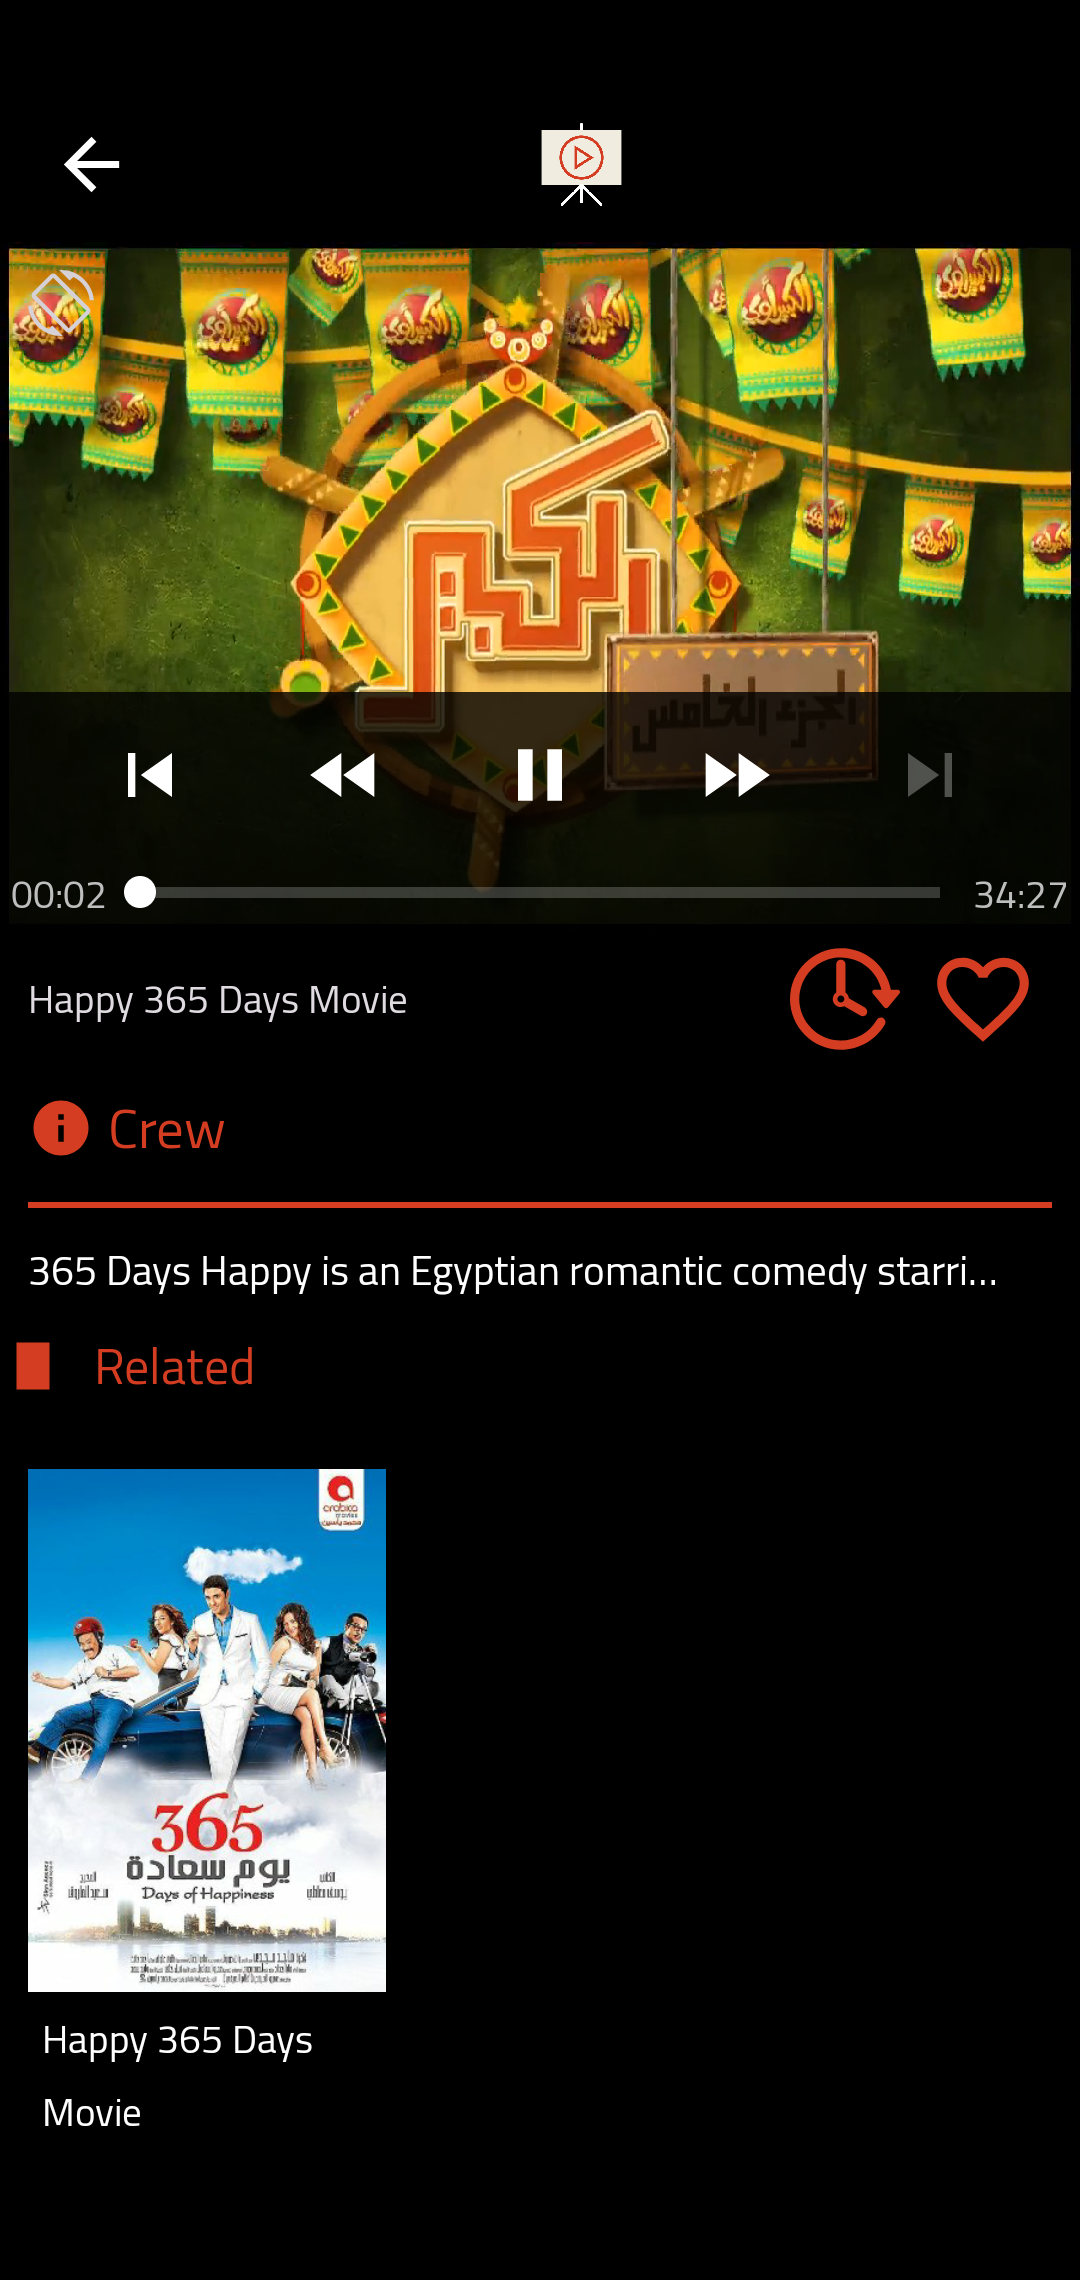 الكبير
الجزء الخامس
00:02
34:27
Happy 365 Days Movie
Crew
365 Days Happy is an Egyptian romantic comedy starri...
Related
arabica
movies
365
يوم سعادة
Days of Happiness
Happy 365 Days
Movie